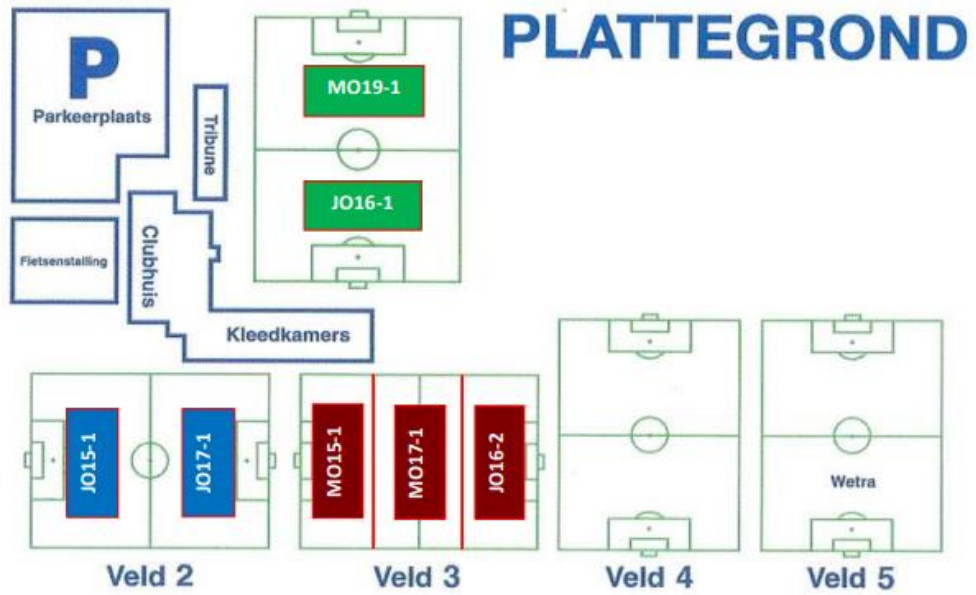 PLATTEGROND
P
Parkeerplaats
Tribune
MO19-1
JO16-1
Fietsenstalling
Clubhuis
Kleedkamers
JO15-1
JO17-1
MO15-1
MO17-1
JO16-2
Wetra
Veld 2
Veld 3
Veld 4
Veld 5